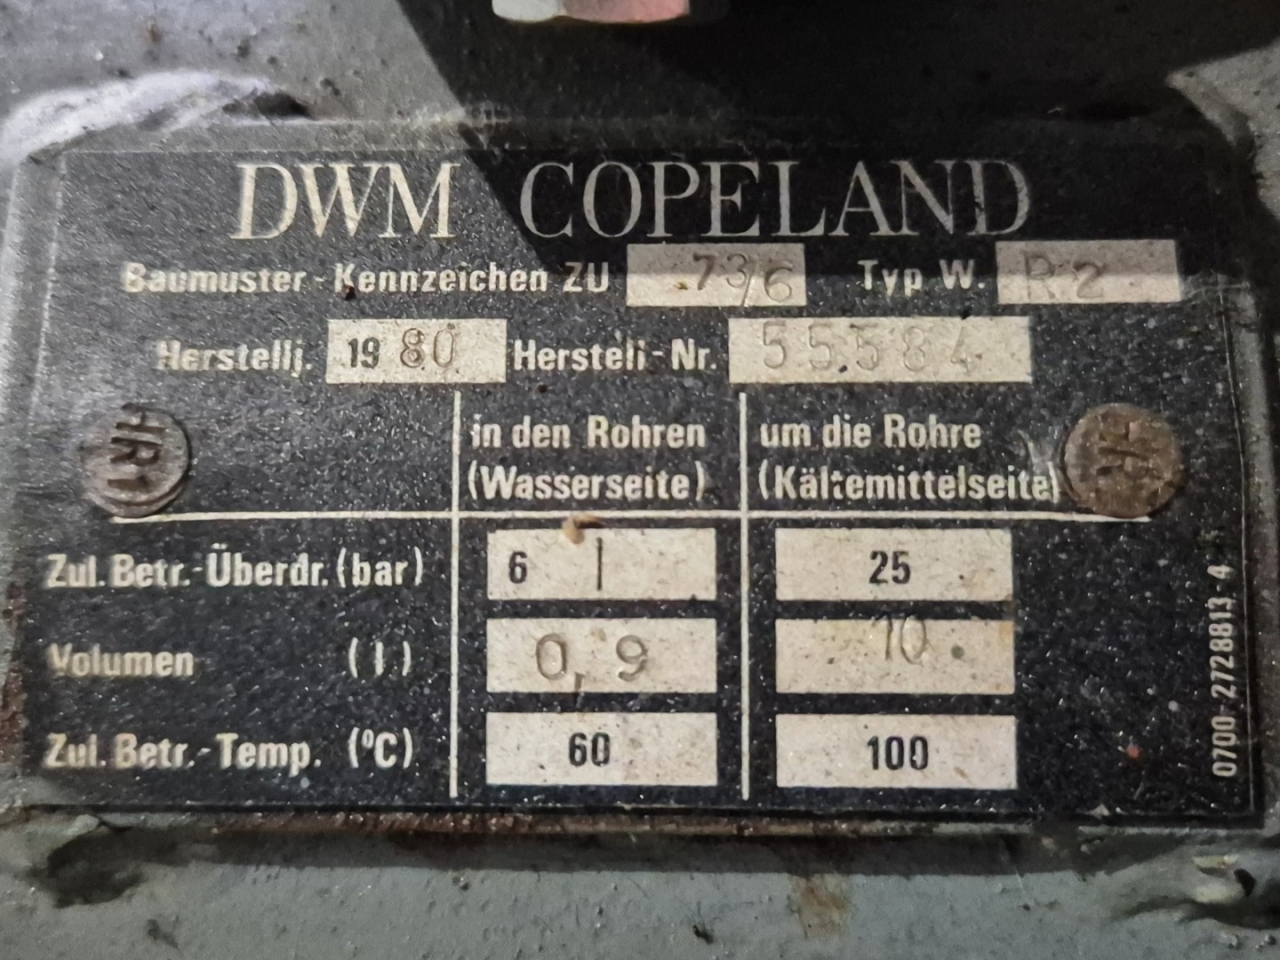 DWM COPELAND
Baumuster-Kennzeichen ZU 73/6 Typ W. R2
Herstellj. 1980 Herstell-Nr. 55584
in den Rohren um die Rohre
(Wasserseite) (Kältemittelseite)
Zul. Betr.-Überdr. (bar) 6 | 25
Volumen (l) 0,9 10
Zul. Betr.-Temp. (°C) 60 100
0700-2728813 4